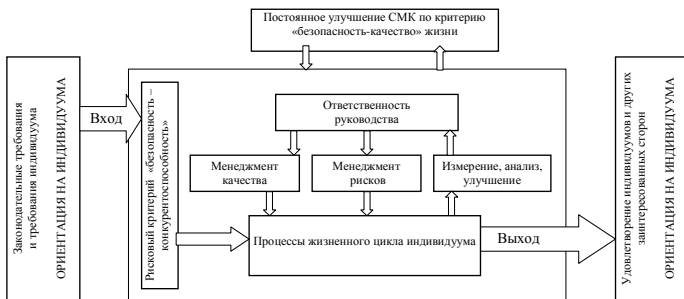 Постоянное улучшение СМК по критерию
«безопасность-качество» жизни
Законодательные требования
и требования индивидуума
ОРИЕНТАЦИЯ НА ИНДИВИДУУМА
Вход
Рисковый критерий «безопасность –
конкурентоспособность»
Ответственность
руководства
Менеджмент
качества
Менеджмент
рисков
Измерение, анализ,
улучшение
Процессы жизненного цикла индивидуума
Выход
Удовлетворение индивидуумов и других
заинтересованных сторон
ОРИЕНТАЦИЯ НА ИНДИВИДУУМА